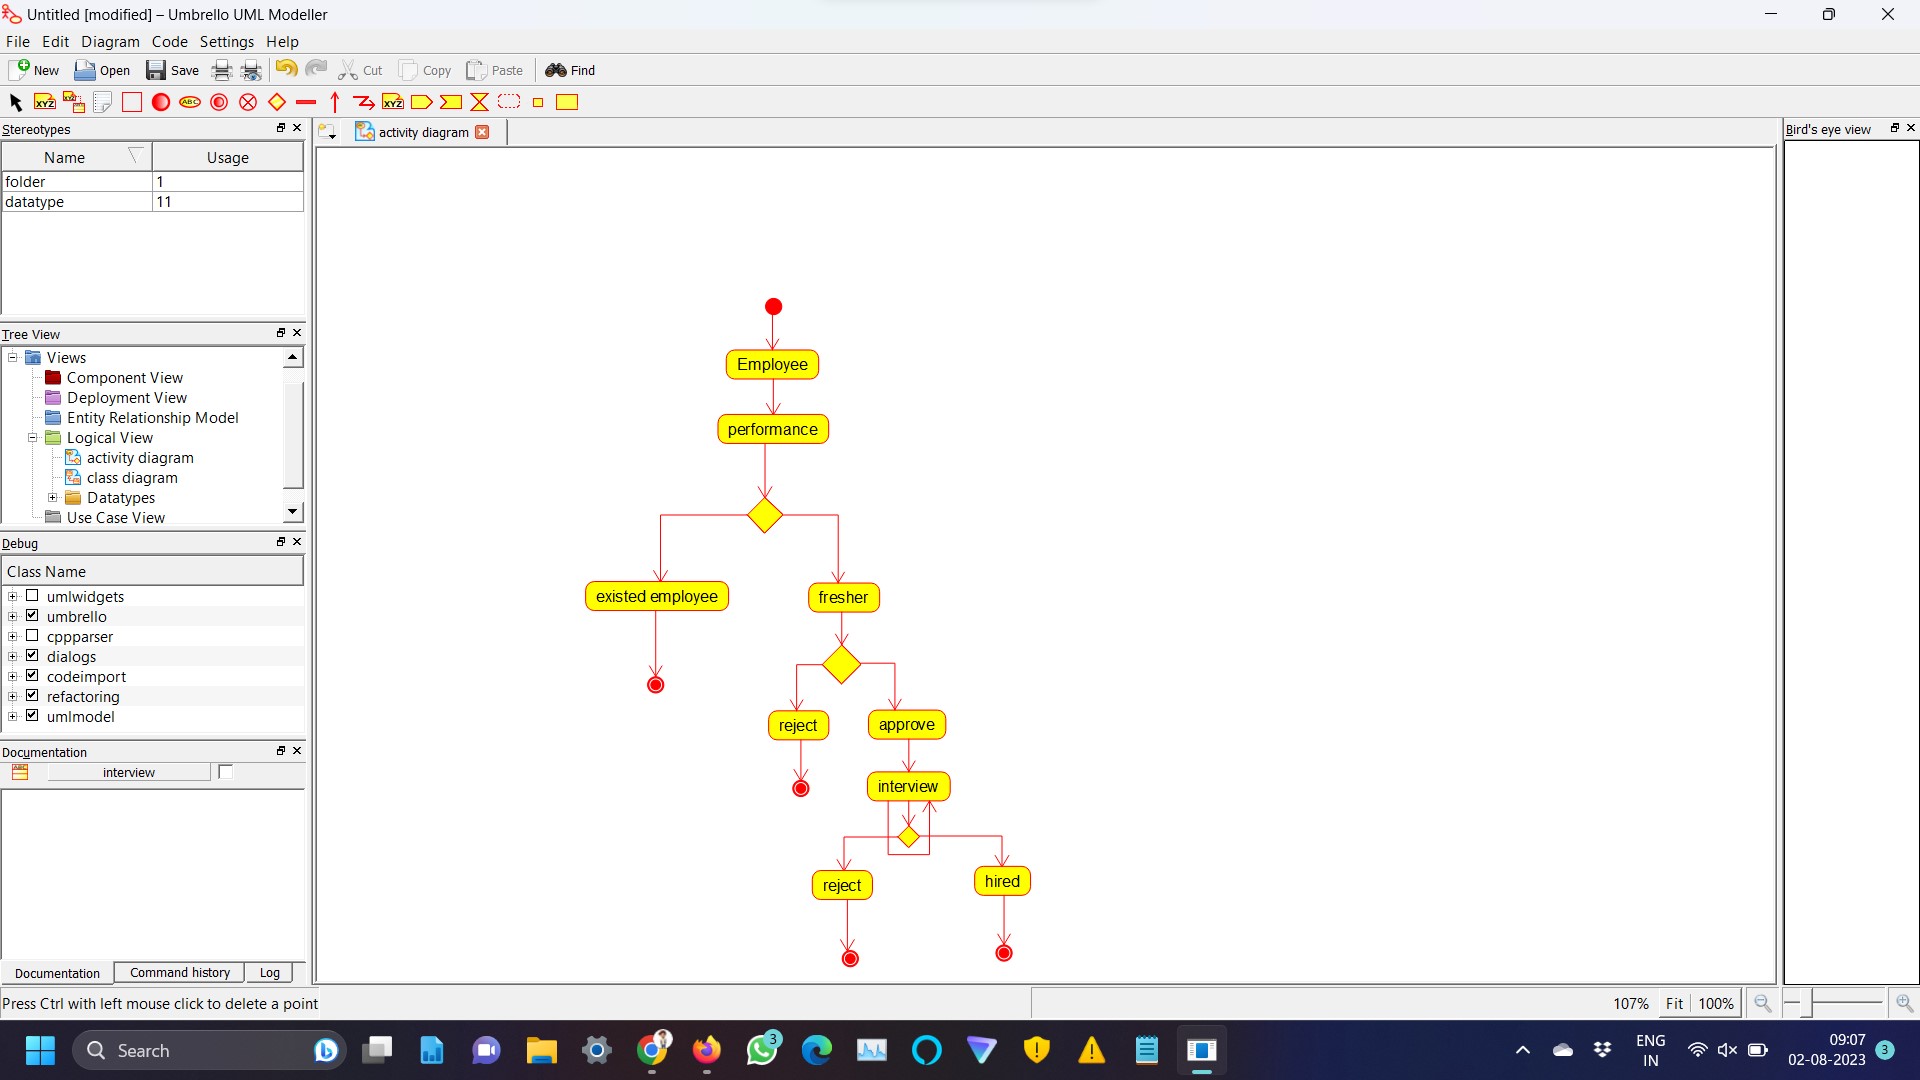 Untitled [modified] – Umbrello UML Modeller
File Edit Diagram Code Settings Help
New Open Save Cut Copy Paste Find
XYZ XYZ ABC XYZ
Stereotypes
activity diagram
Bird's eye view
Name Usage
folder 1
datatype 11
Tree View
Views
Component View
Deployment View
Entity Relationship Model
Logical View
activity diagram
class diagram
Datatypes
Use Case View
Debug
Class Name
umlwidgets
umbrello
cppparser
dialogs
codeimport
refactoring
umlmodel
Documentation
interview
Documentation Command history Log
Employee
performance
existed employee fresher
reject approve
interview
reject hired
Press Ctrl with left mouse click to delete a point
107% Fit 100%
Search
3
ENG
IN
09:07
02-08-2023
3